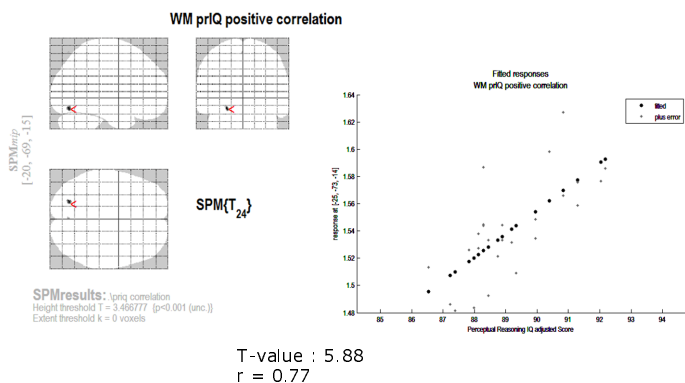 WM prIQ positive correlation
SPMmip
[-20, -69, -15]
SPM{T24}
SPMresults: .\priq correlation
Height threshold T = 3.466777 {p<0.001 (unc.)}
Extent threshold k = 0 voxels
Fitted responses
WM prIQ positive correlation
fitted
plus error
response at [-25, -73, -14]
1.64
1.62
1.6
1.58
1.56
1.54
1.52
1.5
1.48
85 86 87 88 89 90 91 92 93 94
Perceptual Reasoning IQ adjusted Score
T-value : 5.88
r = 0.77